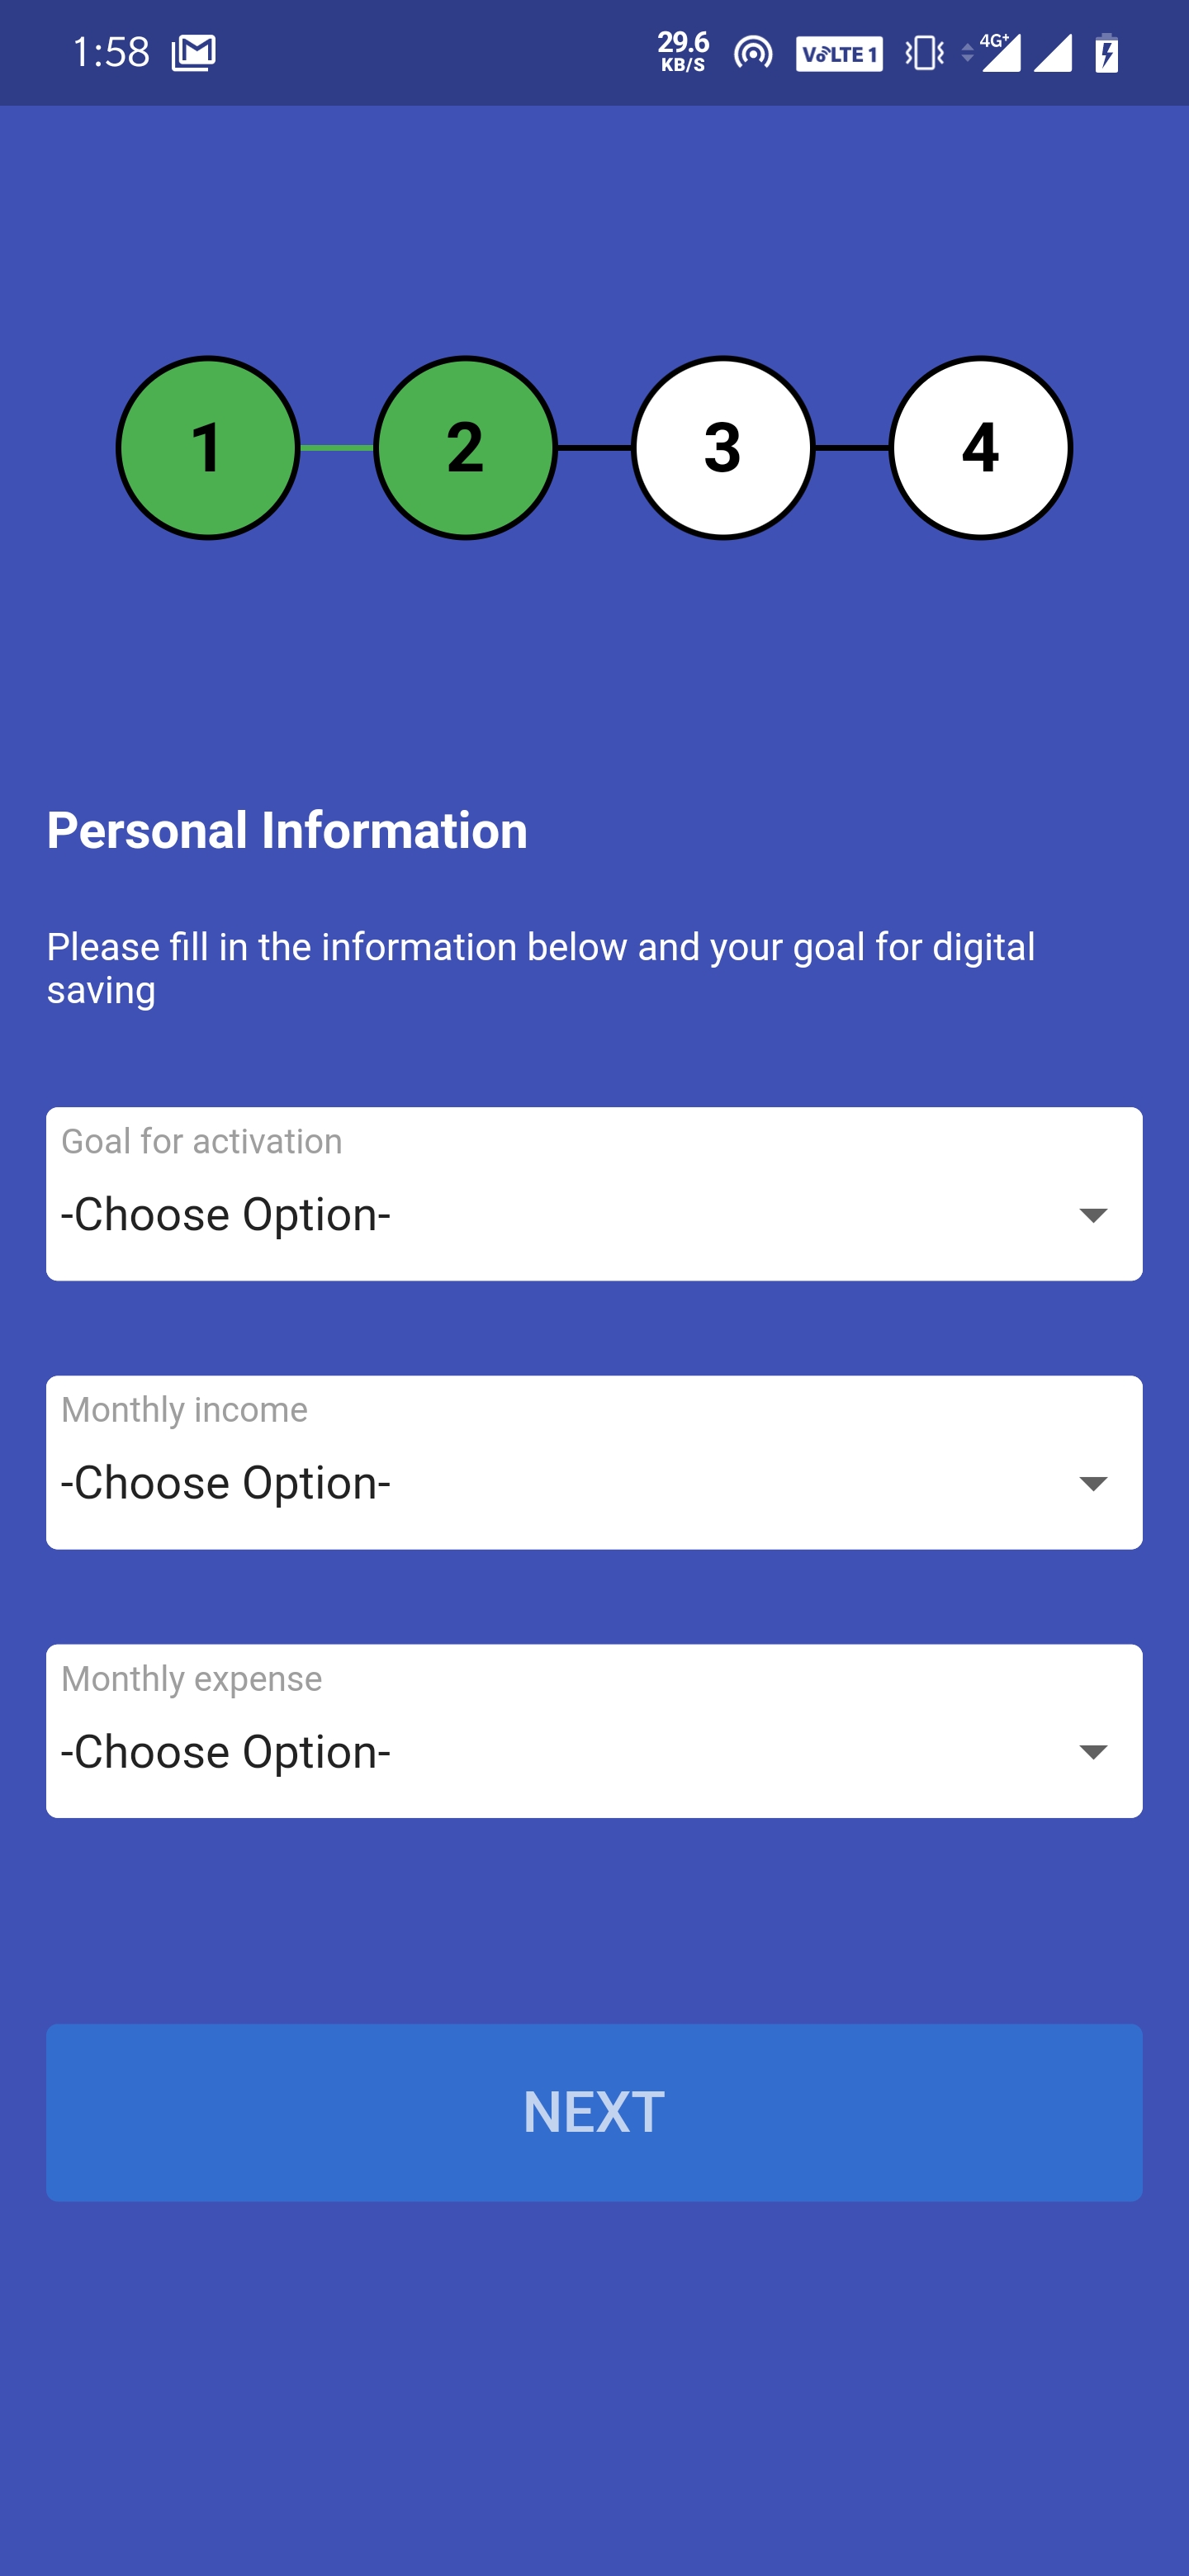 1:58
29.6
KB/S
VoLTE 1
4G+
1
2
3
4
Personal Information
Please fill in the information below and your goal for digital
saving
Goal for activation
-Choose Option-
Monthly income
-Choose Option-
Monthly expense
-Choose Option-
NEXT